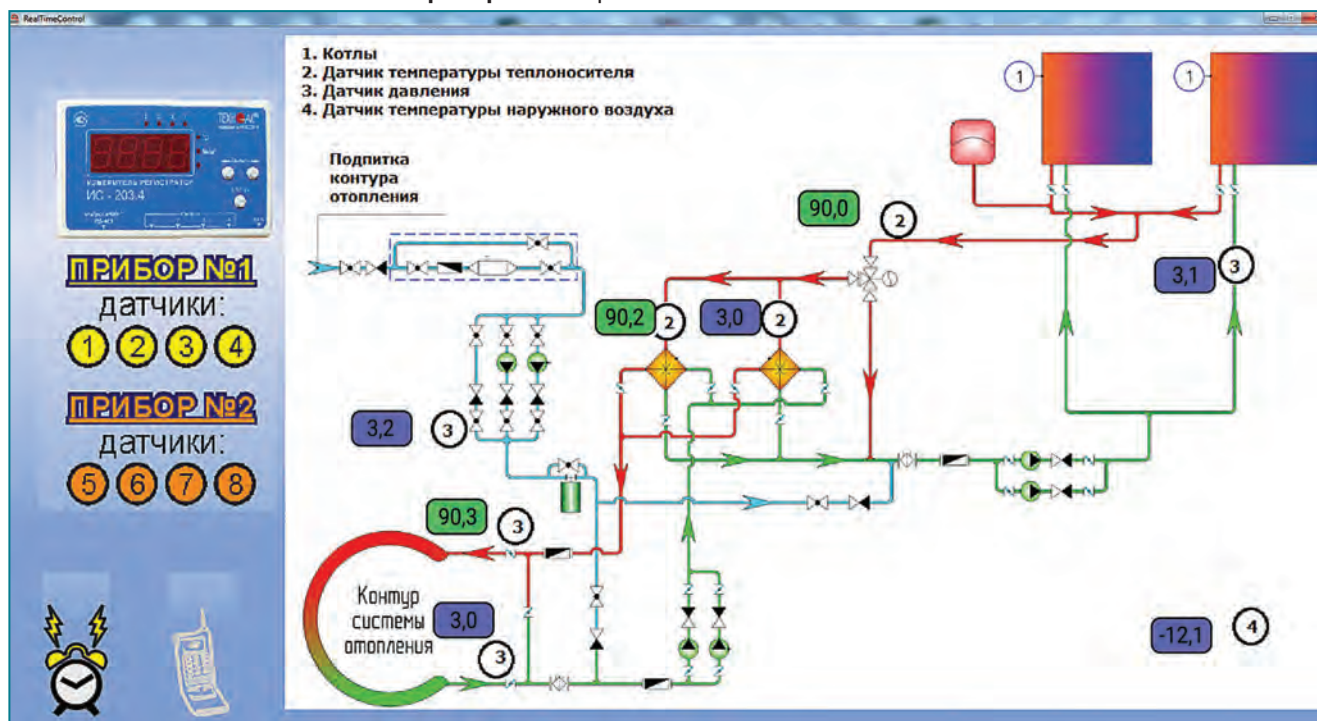 RealTimeControl
1. Котлы
2. Датчик температуры теплоносителя
3. Датчик давления
4. Датчик температуры наружного воздуха
ИЗМЕРИТЕЛЬ РЕГИСТРАТОР
ИС - 203.4
ПРИБОР №1
датчики:
1 2 3 4
ПРИБОР №2
датчики:
5 6 7 8
Подпитка
контура
отопления
1
1
90,0
2
3,1
3
90,2
2
3,0
2
3,2
3
90,3
3
Контур
системы
отопления
3,0
3
-12,1
4